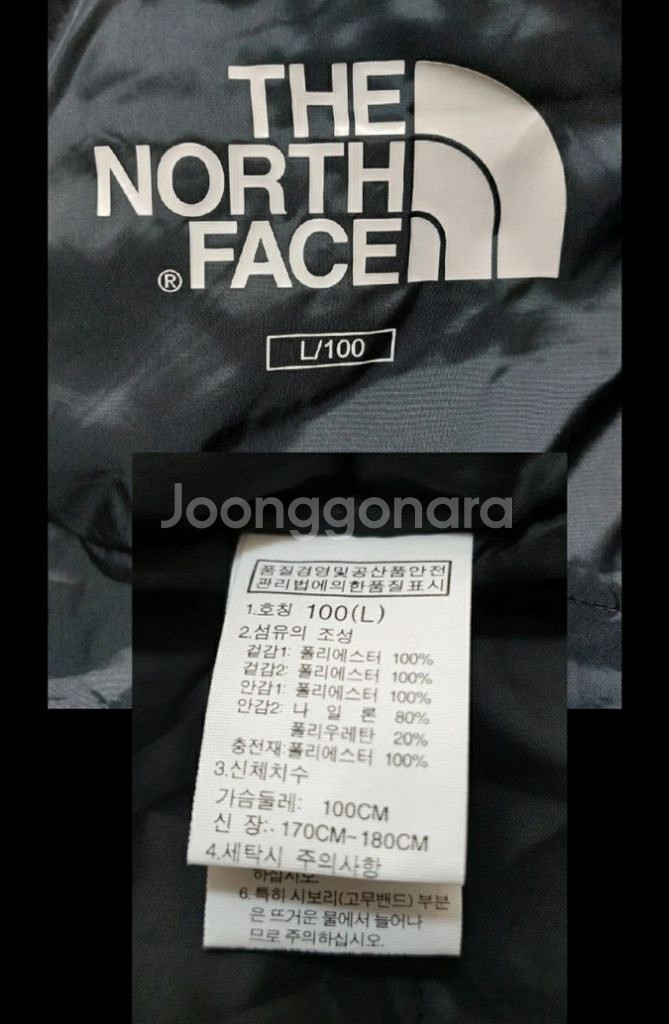 THE
NORTH
® FACE
L/100
Joonggonara
품질경영및공산품안전
관리법에의한품질표시
1.호칭 100(L)
2.섬유의 조성
겉감1: 폴리에스터 100%
겉감2: 폴리에스터 100%
안감1: 폴리에스터 100%
안감2: 나 일 론 80%
폴리우레탄 20%
충전재:폴리에스터 100%
3.신체치수
가슴둘레: 100CM
신 장: 170CM~180CM
4.세탁시 주의사항
하십시오.
6. 특히 시보리(고무밴드) 부분
은 뜨거운 물에서 늘어나
므로 주의하십시오.